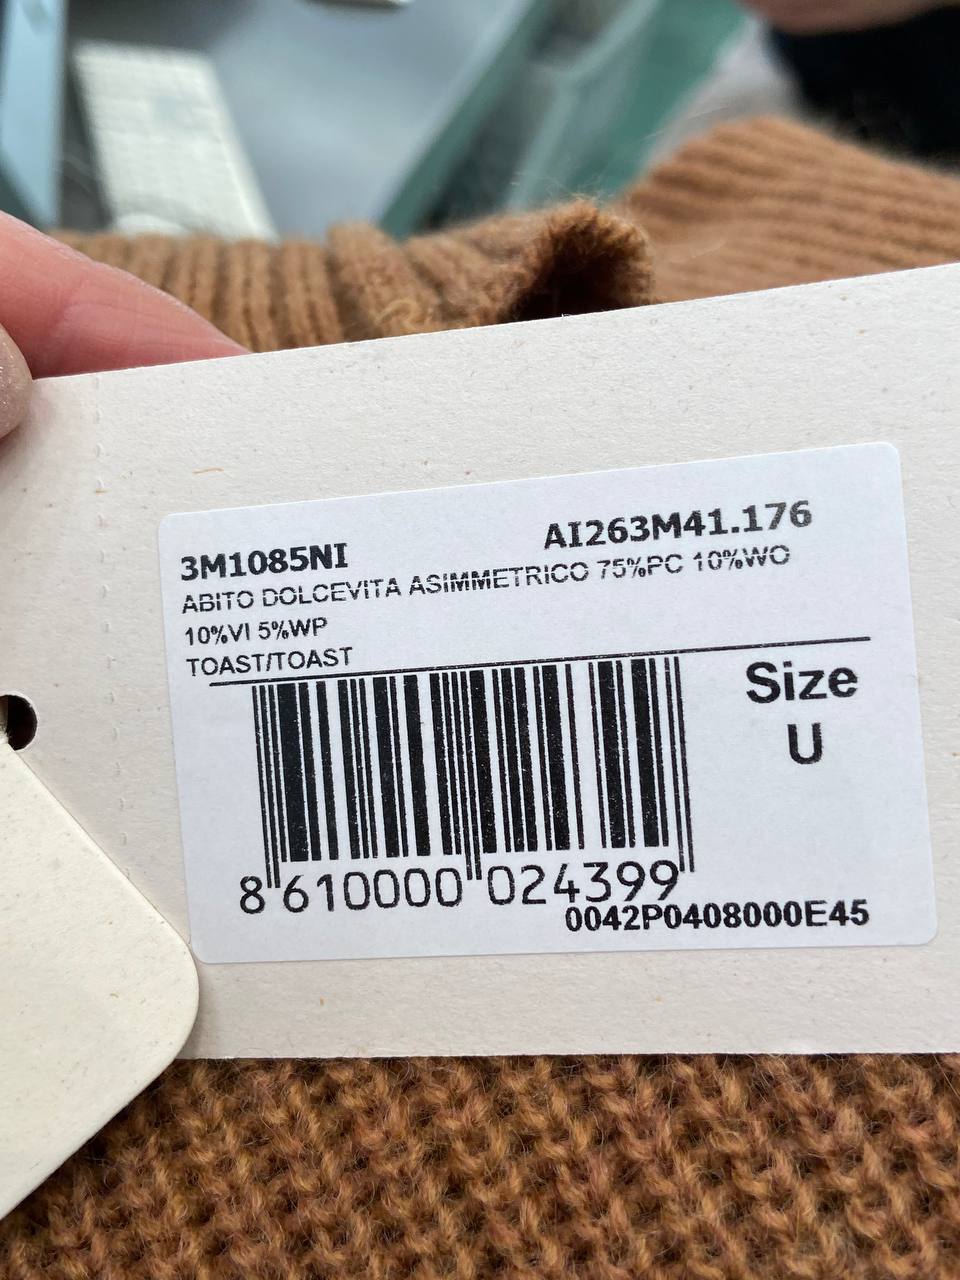 3M1085NI AI263M41.176
ABITO DOLCEVITA ASIMMETRICO 75%PC 10%WO
10%VI 5%WP
TOAST/TOAST
Size
U
8 610000 024399
0042P0408000E45